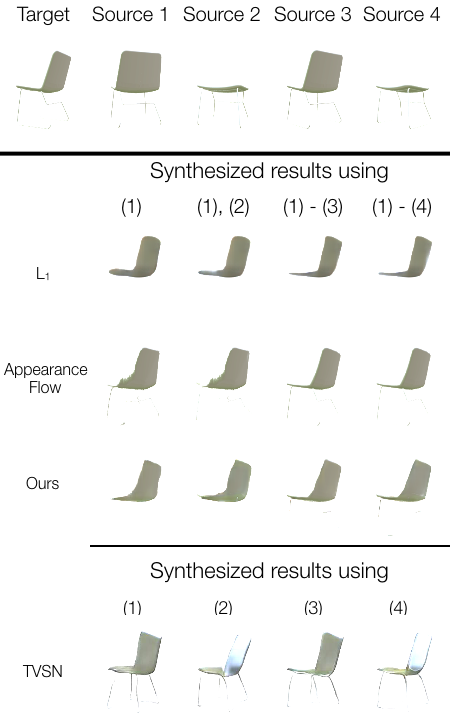 Target Source 1 Source 2 Source 3 Source 4
Synthesized results using
(1) (1), (2) (1) - (3) (1) - (4)
L₁
Appearance
Flow
Ours
Synthesized results using
(1) (2) (3) (4)
TVSN